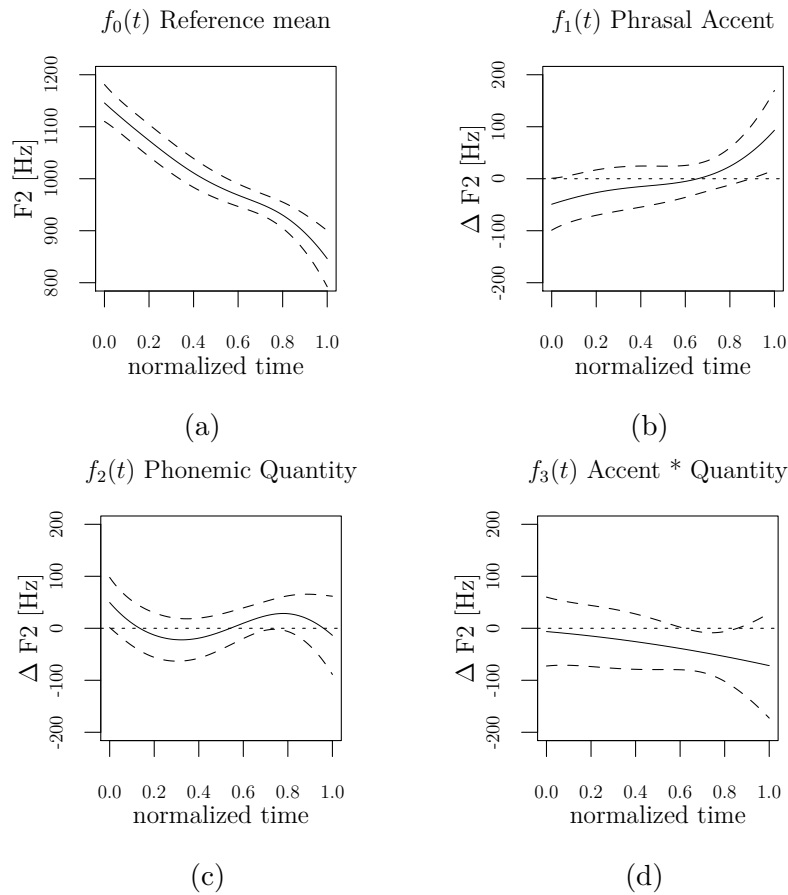 f₀(t) Reference mean
F2 [Hz]
800 900 1000 1100 1200
0.0 0.2 0.4 0.6 0.8 1.0
normalized time
(a)
f₁(t) Phrasal Accent
Δ F2 [Hz]
-200 -100 0 100 200
0.0 0.2 0.4 0.6 0.8 1.0
normalized time
(b)
f₂(t) Phonemic Quantity
Δ F2 [Hz]
-200 -100 0 100 200
0.0 0.2 0.4 0.6 0.8 1.0
normalized time
(c)
f₃(t) Accent * Quantity
Δ F2 [Hz]
-200 -100 0 100 200
0.0 0.2 0.4 0.6 0.8 1.0
normalized time
(d)